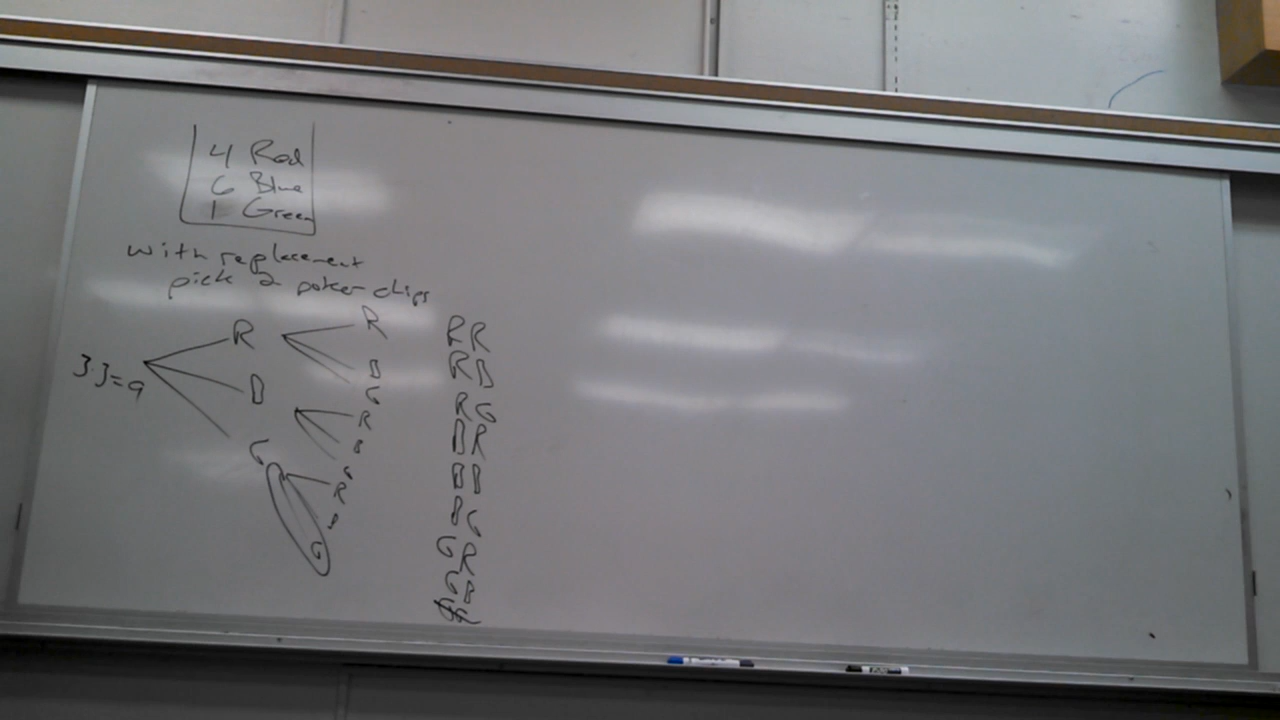 4 Red
6 Blue
1 Green
with replacement
pick 2 poker chips
3.3=9
R
B
G
R
B
G
R
B
G
R
B
G
RR
RB
RG
BR
BB
BG
GR
GB
GG